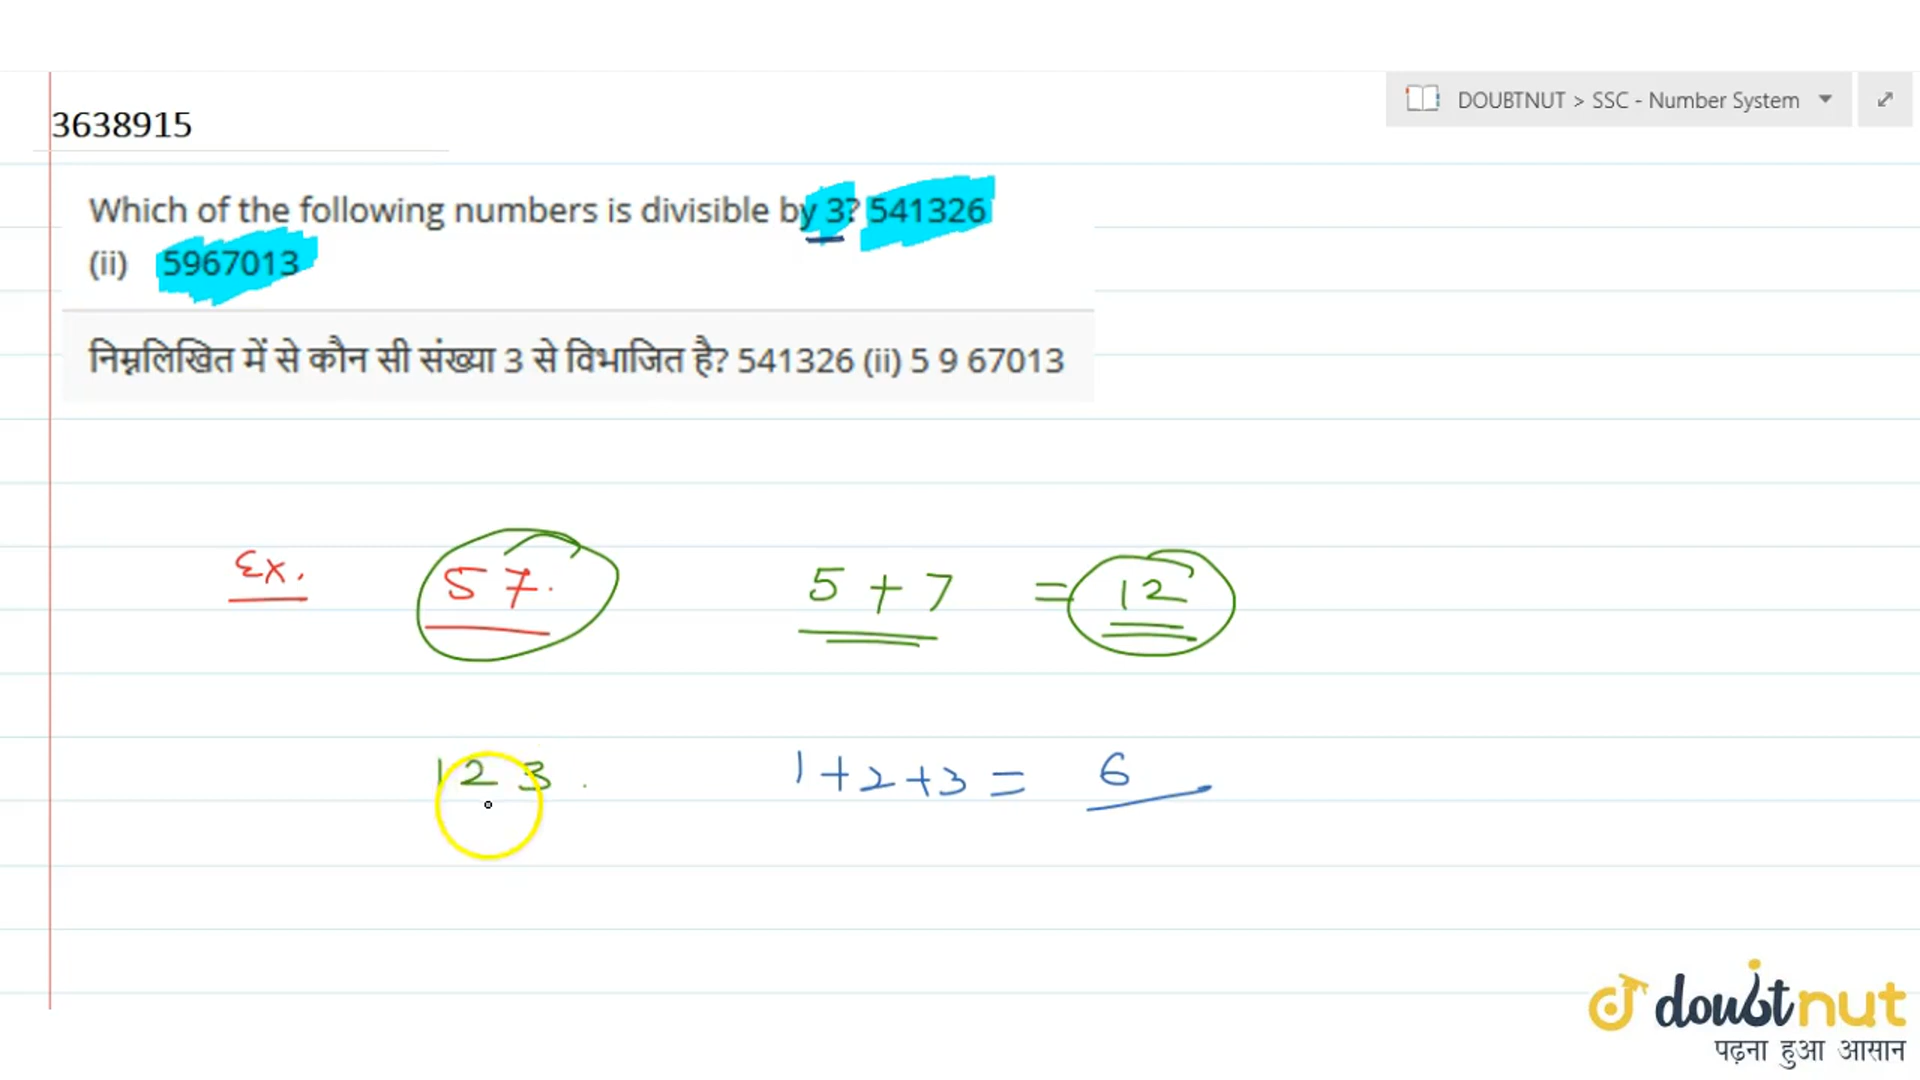 3638915
DOUBTNUT > SSC - Number System
Which of the following numbers is divisible by 3? 541326
(ii) 5967013
निम्नलिखित में से कौन सी संख्या 3 से विभाजित है? 541326 (ii) 5 9 67013
Ex. 57. 5 + 7 = 12
123. 1+2+3 = 6
doubtnut
पढ़ना हुआ आसान